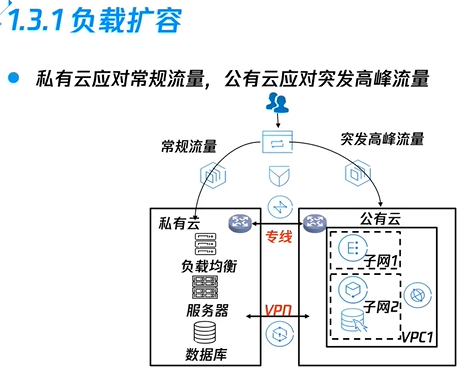 1.3.1 负载扩容
私有云应对常规流量，公有云应对突发高峰流量
常规流量
突发高峰流量
私有云
公有云
专线
负载均衡
子网1
服务器
VPN
子网2
数据库
VPC1